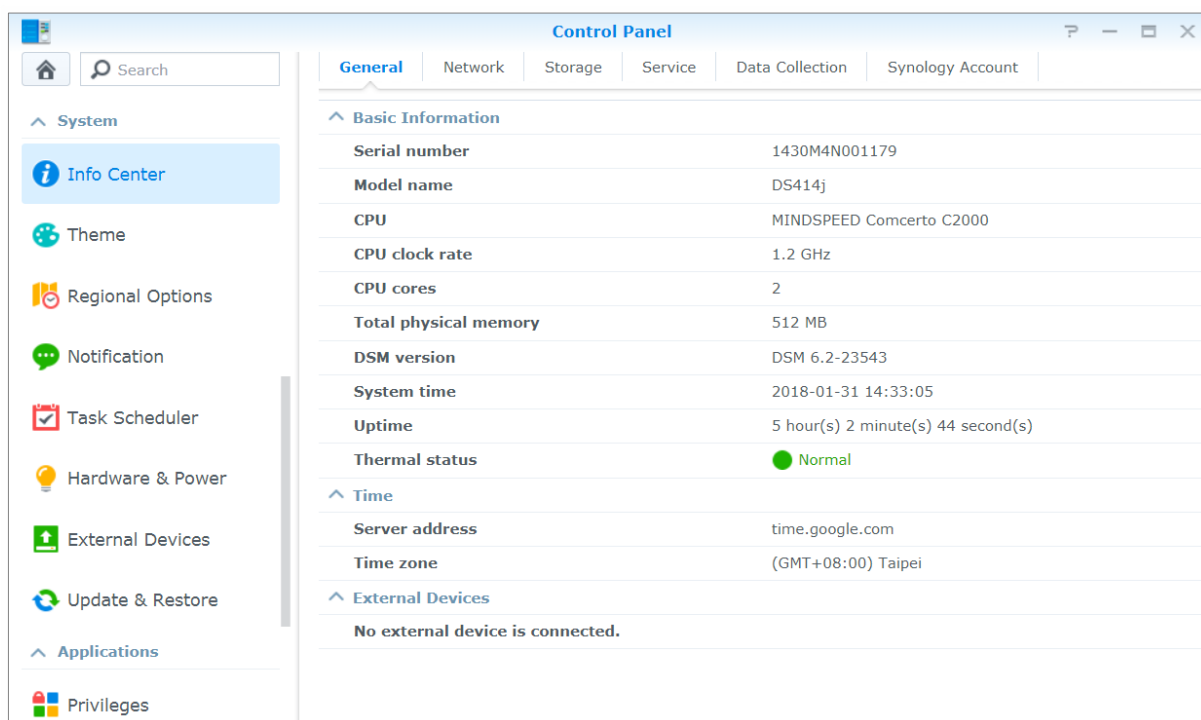 Control Panel
Search
General Network Storage Service Data Collection Synology Account
System
Info Center
Theme
Regional Options
Notification
Task Scheduler
Hardware & Power
External Devices
Update & Restore
Applications
Privileges
Basic Information
Serial number 1430M4N001179
Model name DS414j
CPU MINDSPEED Comcerto C2000
CPU clock rate 1.2 GHz
CPU cores 2
Total physical memory 512 MB
DSM version DSM 6.2-23543
System time 2018-01-31 14:33:05
Uptime 5 hour(s) 2 minute(s) 44 second(s)
Thermal status Normal
Time
Server address time.google.com
Time zone (GMT+08:00) Taipei
External Devices
No external device is connected.